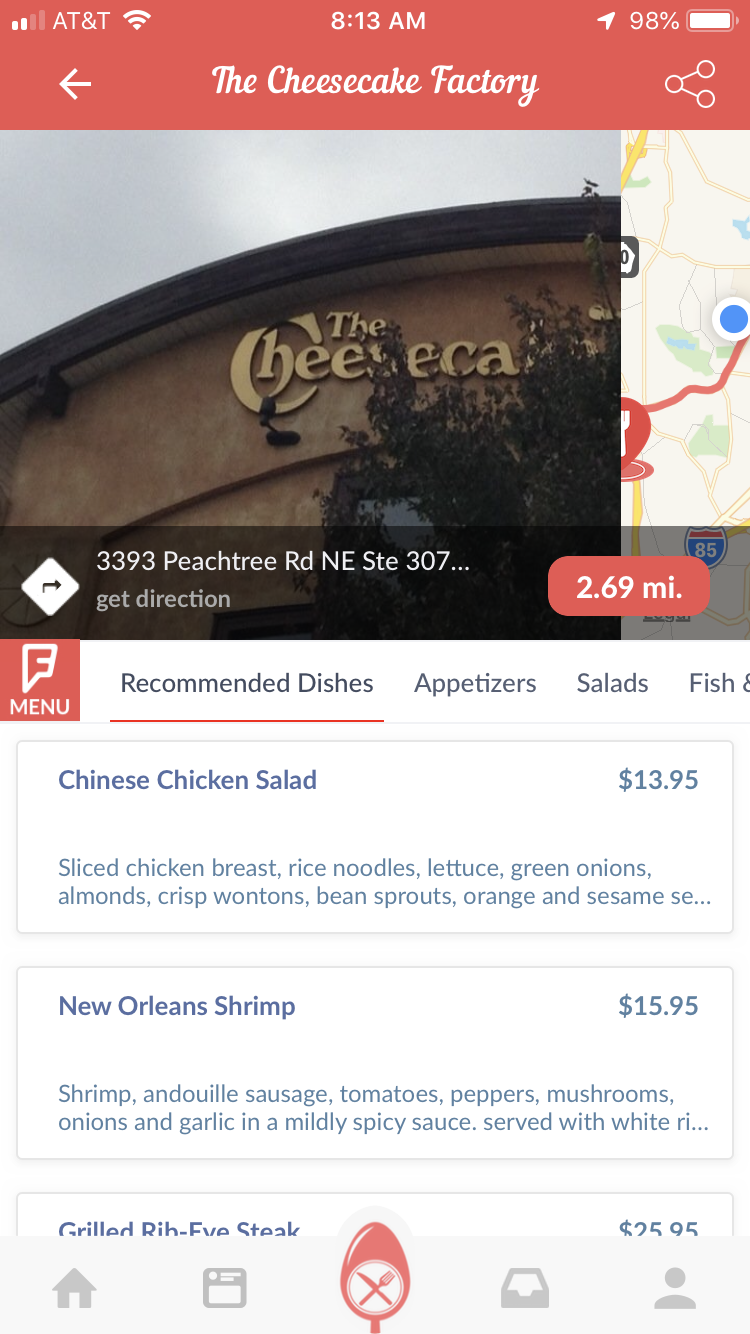 AT&T 8:13 AM 98%
The Cheesecake Factory
The
Cheeseca
0
3393 Peachtree Rd NE Ste 307...
get direction
85
2.69 mi.
Legal
MENU
Recommended Dishes Appetizers Salads Fish &
Chinese Chicken Salad $13.95
Sliced chicken breast, rice noodles, lettuce, green onions,
almonds, crisp wontons, bean sprouts, orange and sesame se...
New Orleans Shrimp $15.95
Shrimp, andouille sausage, tomatoes, peppers, mushrooms,
onions and garlic in a mildly spicy sauce. served with white ri...
Grilled Rib-Eye Steak $25.95